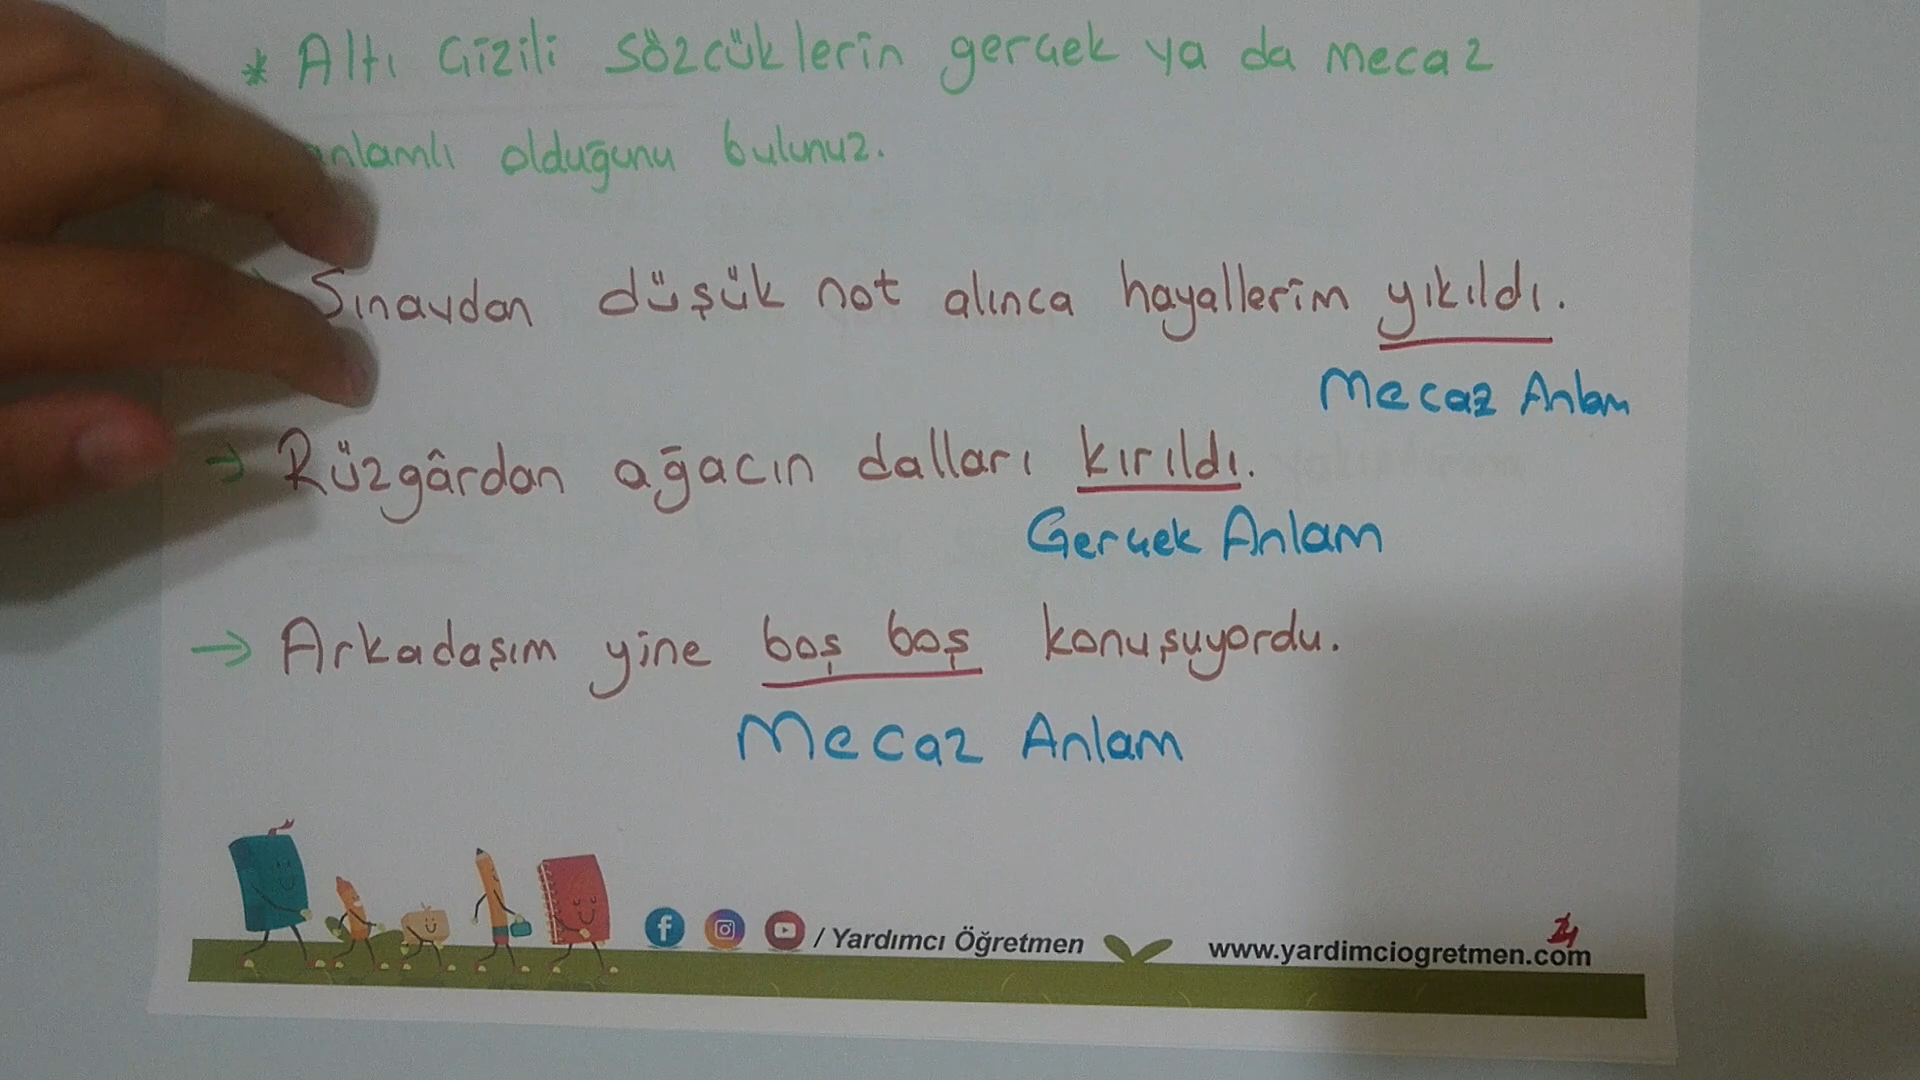 * Altı Çizili sözcüklerin gerçek ya da mecaz
anlamlı olduğunu bulunuz.
→ Sınavdan düşük not alınca hayallerim yıkıldı.
Mecaz Anlam
→ Rüzgârdan ağacın dalları kırıldı.
Gerçek Anlam
→ Arkadaşım yine boş boş konuşuyordu.
Mecaz Anlam
/ Yardımcı Öğretmen www.yardimciogretmen.com